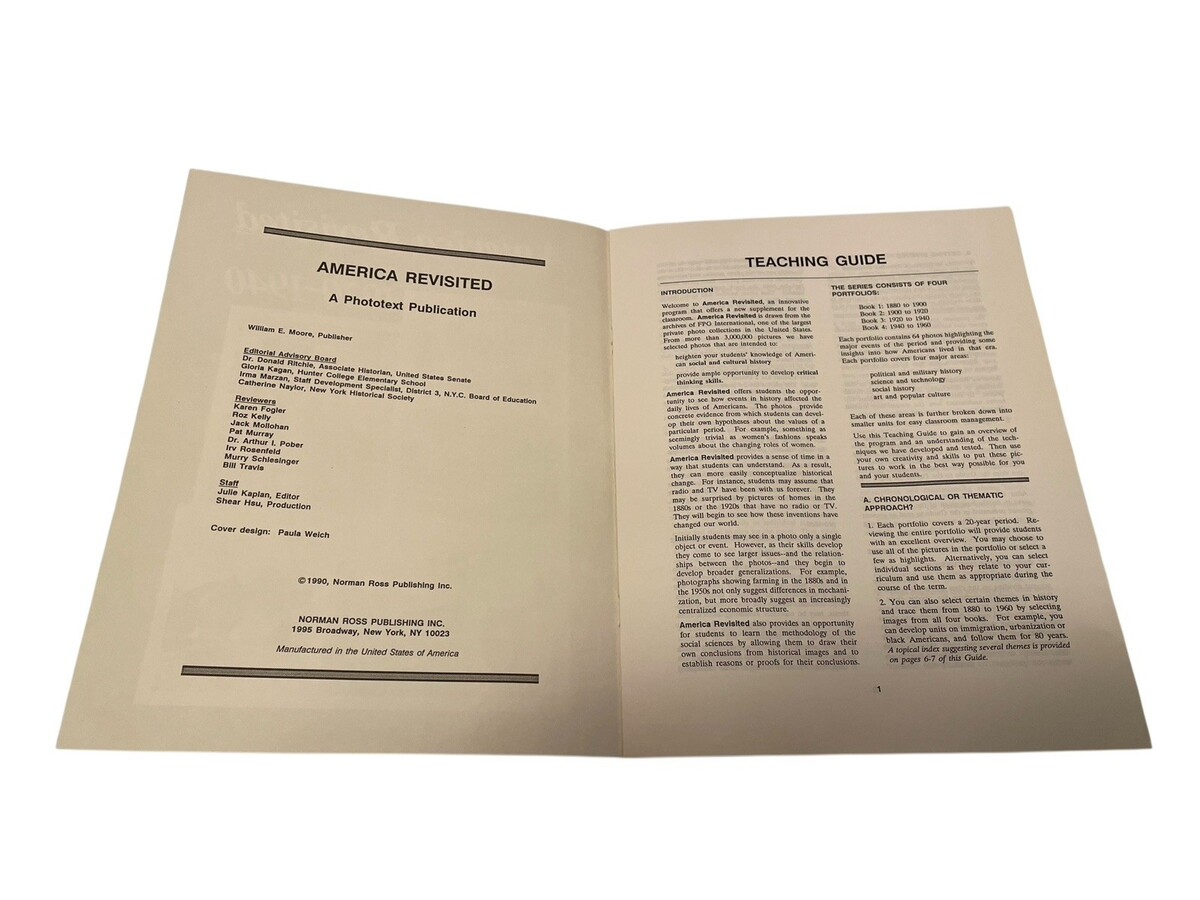 AMERICA REVISITED
A Phototext Publication
William E. Moore, Publisher
Editorial Advisory Board
Dr. Donald Ritchie, Associate Historian, United States Senate
Gloria Kagan, Hunter College Elementary School
Irma Marzan, Staff Development Specialist, District 3, N.Y.C. Board of Education
Catherine Naylor, New York Historical Society
Reviewers
Karen Fogler
Roz Kelly
Jack Mollohan
Pat Murray
Dr. Arthur I. Pober
Irv Rosenfeld
Murry Schlesinger
Bill Travis
Staff
Julie Kaplan, Editor
Shear Hsu, Production
Cover design: Paula Welch
©1990, Norman Ross Publishing Inc.
NORMAN ROSS PUBLISHING INC.
1995 Broadway, New York, NY 10023
Manufactured in the United States of America
TEACHING GUIDE
INTRODUCTION
Welcome to America Revisited, an innovative
program that offers a new supplement for the
classroom. America Revisited is drawn from the
archives of FPG International, one of the largest
private photo collections in the United States.
From more than 3,000,000 pictures we have
selected photos that are intended to:
heighten your students' knowledge of Ameri-
can social and cultural history
provide ample opportunity to develop critical
thinking skills.
America Revisited offers students the oppor-
tunity to see how events in history affected the
daily lives of Americans. The photos provide
concrete evidence from which students can devel-
op their own hypotheses about the values of a
particular period. For example, something as
seemingly trivial as women's fashions speaks
volumes about the changing roles of women.
America Revisited provides a sense of time in a
way that students can understand. As a result,
they can more easily conceptualize historical
change. For instance, students may assume that
radio and TV have been with us forever. They
may be surprised by pictures of homes in the
1880s or the 1920s that have no radio or TV.
They will begin to see how these inventions have
changed our world.
Initially students may see in a photo only a single
object or event. However, as their skills develop
they come to see larger issues--and the relation-
ships between the photos--and they begin to
develop broader generalizations. For example,
photographs showing farming in the 1880s and in
the 1950s not only suggest differences in mechani-
zation, but more broadly suggest an increasingly
centralized economic structure.
America Revisited also provides an opportunity
for students to learn the methodology of the
social sciences by allowing them to draw their
own conclusions from historical images and to
establish reasons or proofs for their conclusions.
THE SERIES CONSISTS OF FOUR
PORTFOLIOS:
Book 1: 1880 to 1900
Book 2: 1900 to 1920
Book 3: 1920 to 1940
Book 4: 1940 to 1960
Each portfolio contains 64 photos highlighting the
major events of the period and providing some
insights into how Americans lived in that era.
Each portfolio covers four major areas:
political and military history
science and technology
social history
art and popular culture
Each of these areas is further broken down into
smaller units for easy classroom management.
Use this Teaching Guide to gain an overview of
the program and an understanding of the tech-
niques we have developed and tested. Then use
your own creativity and skills to put these pic-
tures to work in the best way possible for you
and your students.
A. CHRONOLOGICAL OR THEMATIC
APPROACH?
1. Each portfolio covers a 20-year period. Re-
viewing the entire portfolio will provide students
with an excellent overview. You may choose to
use all of the pictures in the portfolio or select a
few as highlights. Alternatively, you can select
individual sections as they relate to your cur-
riculum and use them as appropriate during the
course of the term.
2. You can also select certain themes in history
and trace them from 1880 to 1960 by selecting
images from all four books. For example, you
can develop units on immigration, urbanization or
black Americans, and follow them for 80 years.
A topical index suggesting several themes is provided
on pages 6-7 of this Guide.
1